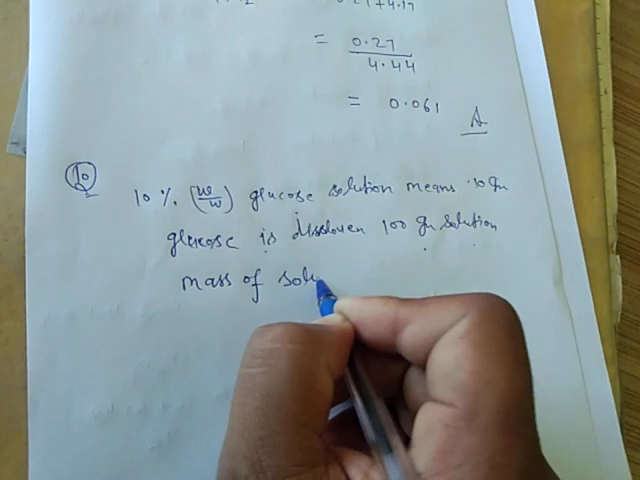 = 0.27 / 4.44
= 0.061 A
10 10 %. (w/w) glucose solution means 10 gm
glucose is dissloven 100 gm solution
mass of solu